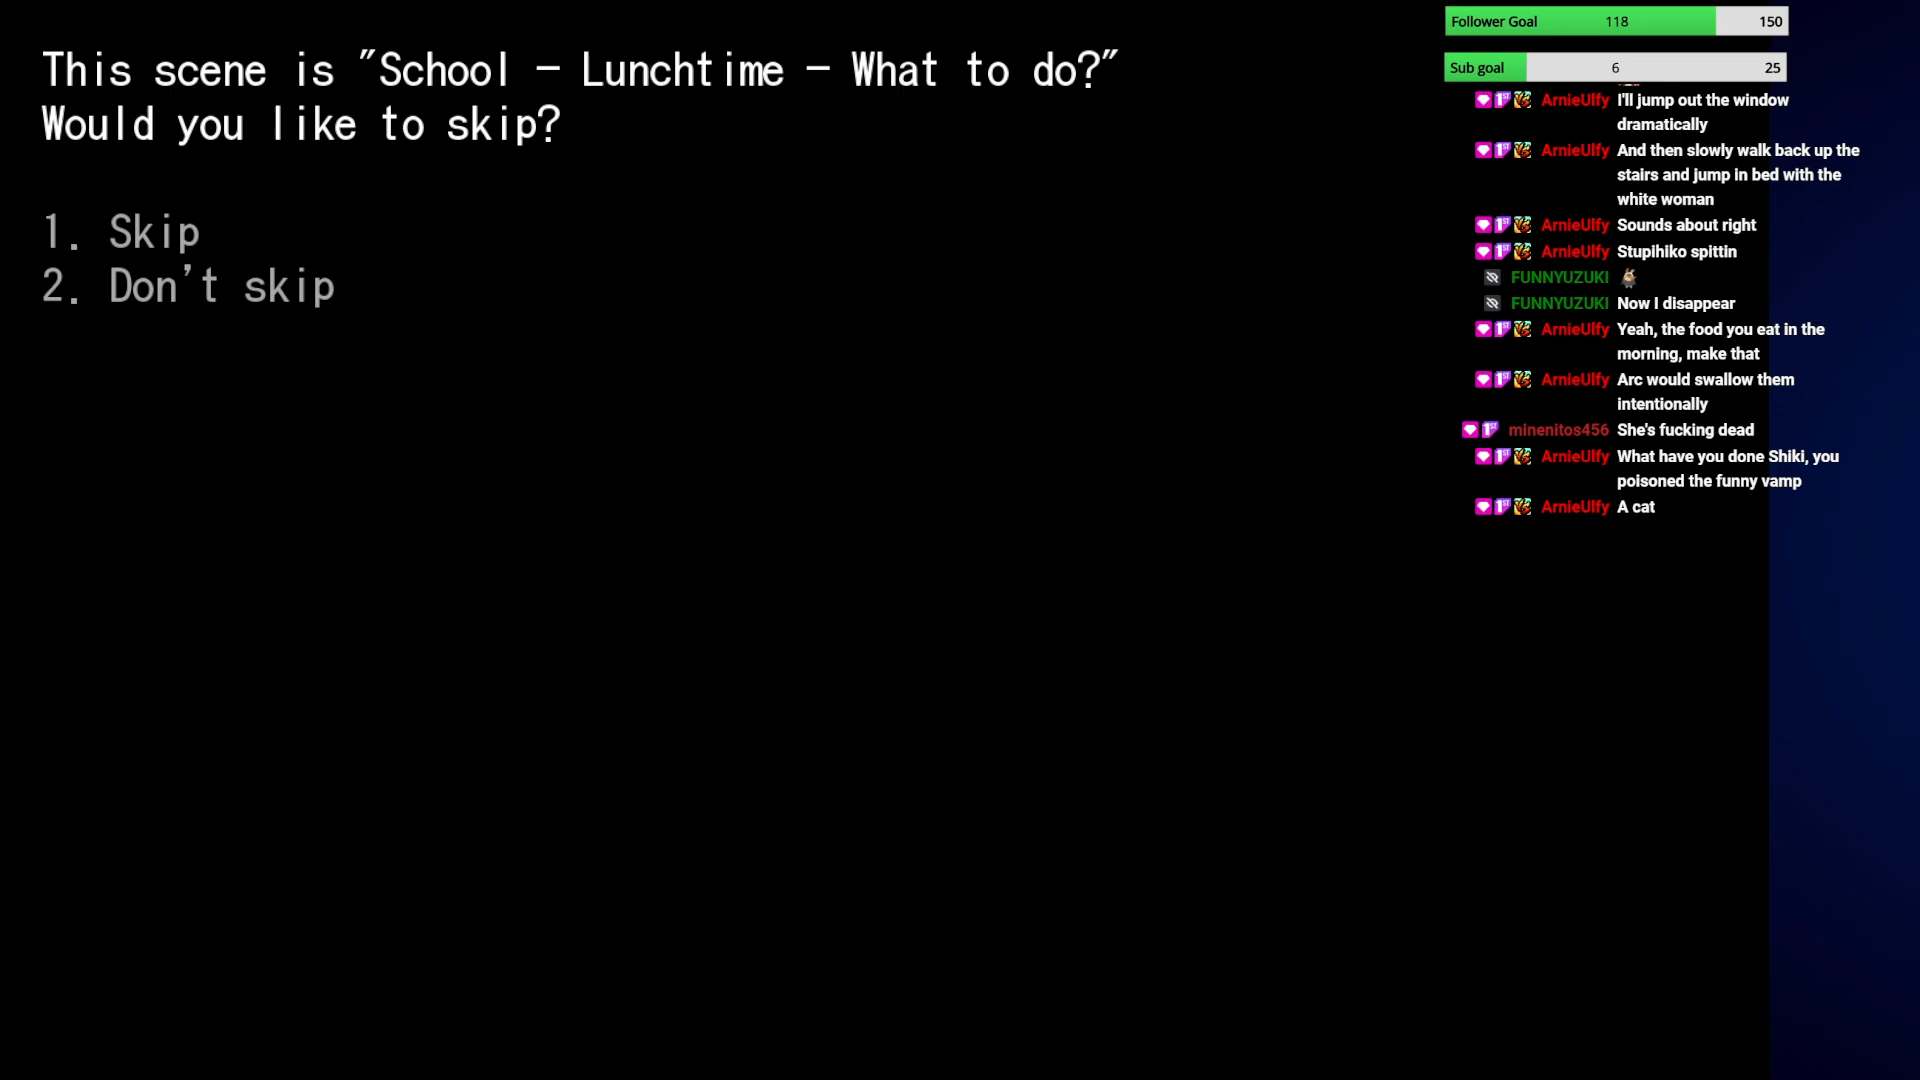 This scene is "School – Lunchtime – What to do?"
Would you like to skip?
1. Skip
2. Don't skip
Follower Goal 118 150
Sub goal 6 25
ArnieUlfy I'll jump out the window
dramatically
ArnieUlfy And then slowly walk back up the
stairs and jump in bed with the
white woman
ArnieUlfy Sounds about right
ArnieUlfy Stupihiko spittin
FUNNYUZUKI
FUNNYUZUKI Now I disappear
ArnieUlfy Yeah, the food you eat in the
morning, make that
ArnieUlfy Arc would swallow them
intentionally
minenitos456 She's fucking dead
ArnieUlfy What have you done Shiki, you
poisoned the funny vamp
ArnieUlfy A cat